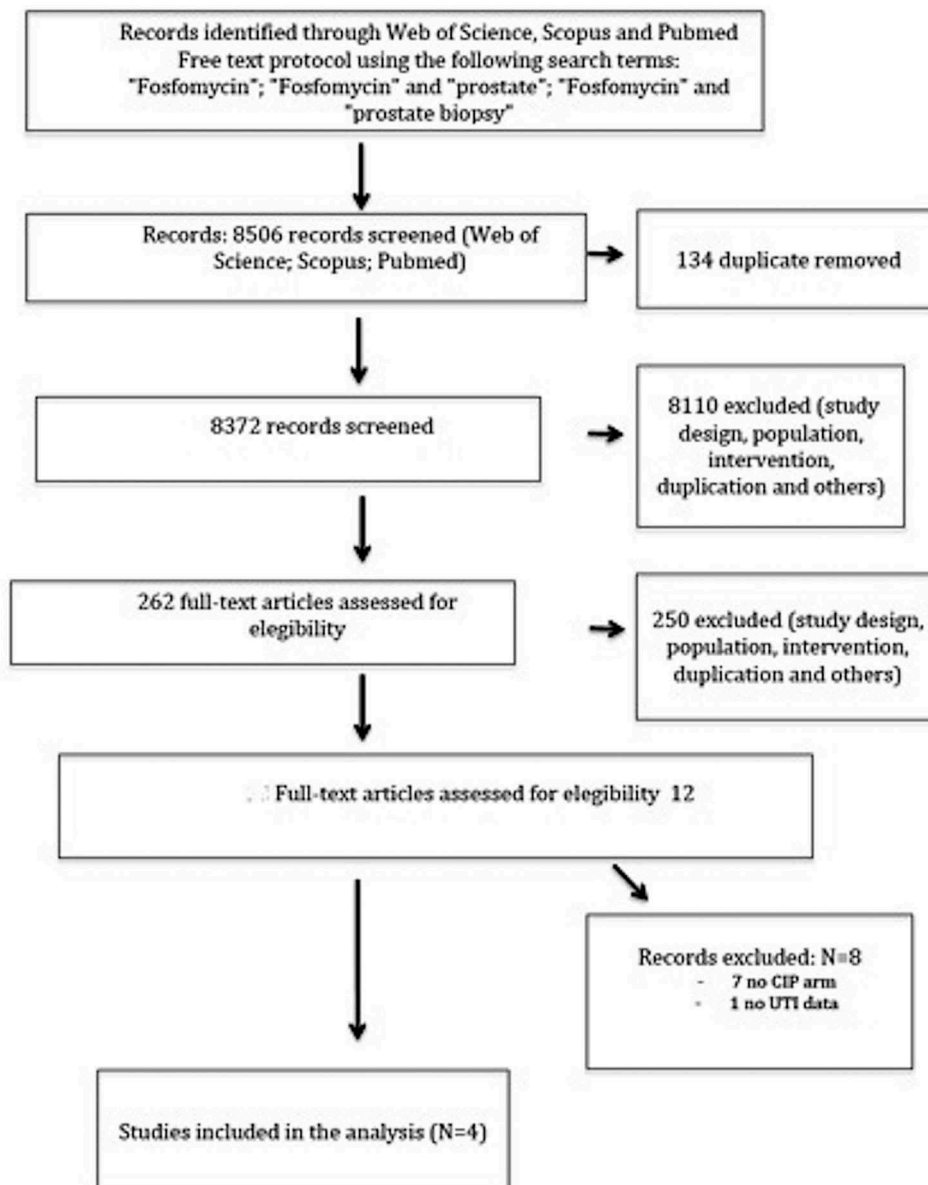 Records identified through Web of Science, Scopus and Pubmed
Free text protocol using the following search terms:
"Fosfomycin"; "Fosfomycin" and "prostate"; "Fosfomycin" and
"prostate biopsy"
Records: 8506 records screened (Web of
Science; Scopus; Pubmed)
134 duplicate removed
8372 records screened
8110 excluded (study
design, population,
intervention,
duplication and others)
262 full-text articles assessed for
elegibility
250 excluded (study design,
population, intervention,
duplication and others)
Full-text articles assessed for elegibility 12
Records excluded: N=8
- 7 no CIP arm
- 1 no UTI data
Studies included in the analysis (N=4)